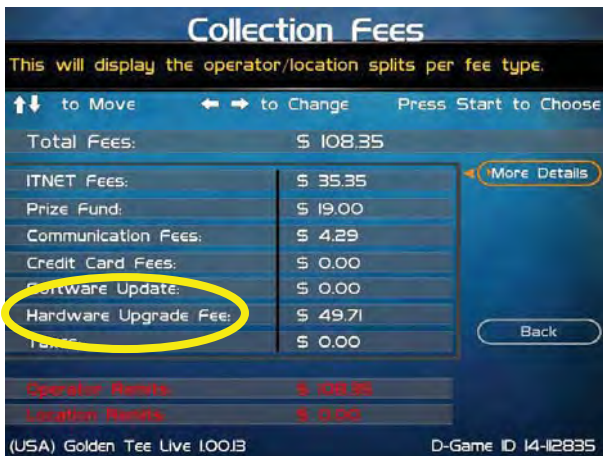 Collection Fees
This will display the operator/location splits per fee type.
to Move to Change Press Start to Choose
Total Fees: $ 108.35
ITNET Fees: $ 35.35
Prize Fund: $ 19.00
Communication Fees: $ 4.29
Credit Card Fees: $ 0.00
Software Update: $ 0.00
Hardware Upgrade Fee: $ 49.71
Taxes: $ 0.00
More Details
Back
Operator Remits: $ 108.35
Location Remits: $ 0.00
(USA) Golden Tee Live 1.00.13 D-Game ID 14-112835